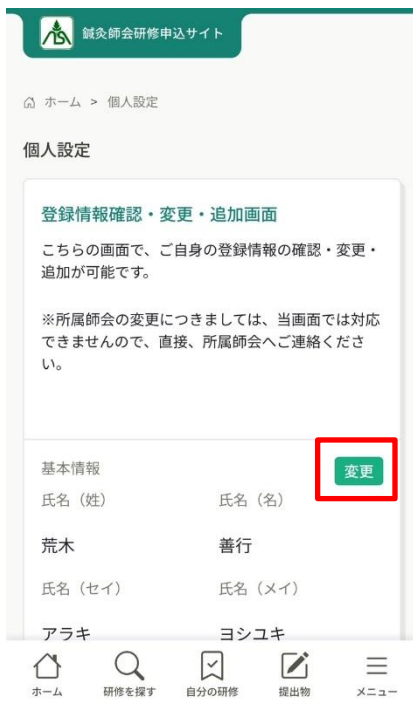 鍼灸師会研修申込サイト
ホーム > 個人設定
個人設定
登録情報確認・変更・追加画面
こちらの画面で、ご自身の登録情報の確認・変更・
追加が可能です。
※所属師会の変更につきましては、当画面では対応
できませんので、直接、所属師会へご連絡くださ
い。
基本情報
変更
氏名（姓） 氏名（名）
荒木 善行
氏名（セイ） 氏名（メイ）
アラキ ヨシユキ
ホーム 研修を探す 自分の研修 提出物 メニュー